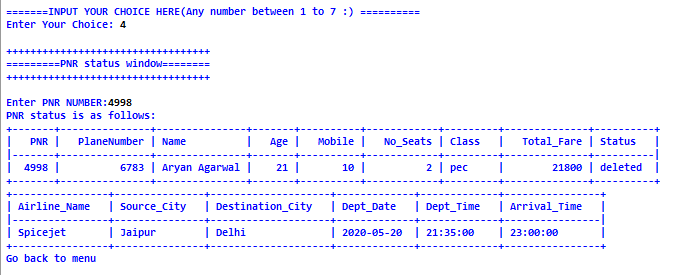 =======INPUT YOUR CHOICE HERE(Any number between 1 to 7 :) ==========
Enter Your Choice: 4
++++++++++++++++++++++++++++++++++
=========PNR status window========
++++++++++++++++++++++++++++++++++
Enter PNR NUMBER:4998
PNR status is as follows:
+-------+---------------+---------------+-------+---------+------------+---------+------------+----------+
|   PNR |   PlaneNumber | Name          |   Age |   Mobile |   No_Seats | Class   |   Total_Fare | Status   |
|-------+---------------+---------------+-------+---------+------------+---------+------------+----------|
|  4998 |          6783 | Aryan Agarwal |    21 |       10 |          2 | pec     |        21800 | deleted  |
+-------+---------------+---------------+-------+---------+------------+---------+------------+----------+
+----------------+---------------+--------------------+-------------+-------------+----------------+
| Airline_Name   | Source_City   | Destination_City   | Dept_Date   | Dept_Time   | Arrival_Time   |
|----------------+---------------+--------------------+-------------+-------------+----------------|
| Spicejet       | Jaipur        | Delhi              | 2020-05-20  | 21:35:00    | 23:00:00       |
+----------------+---------------+--------------------+-------------+-------------+----------------+
Go back to menu